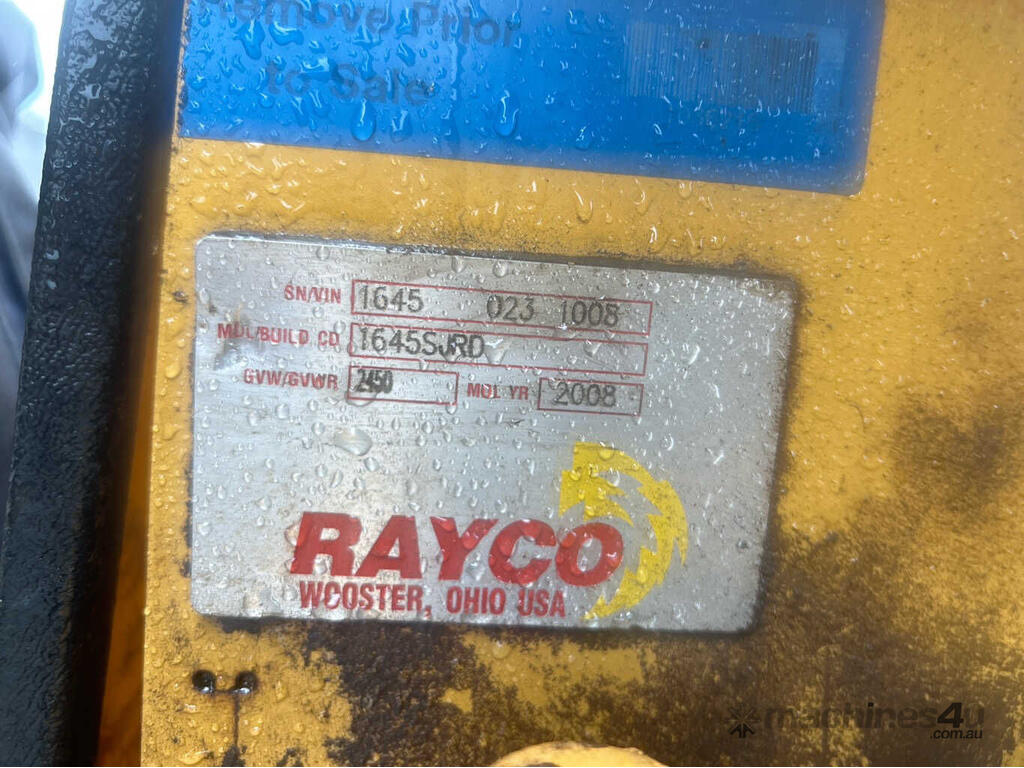 Remove Prior
to Sale
SN/VIN 1645 023 1008
MDL/BUILD CD 1645SJRD
GVW/GVWR 2450 MDL YR 2008
RAYCO
WOOSTER, OHIO USA
machines4u
.com.au